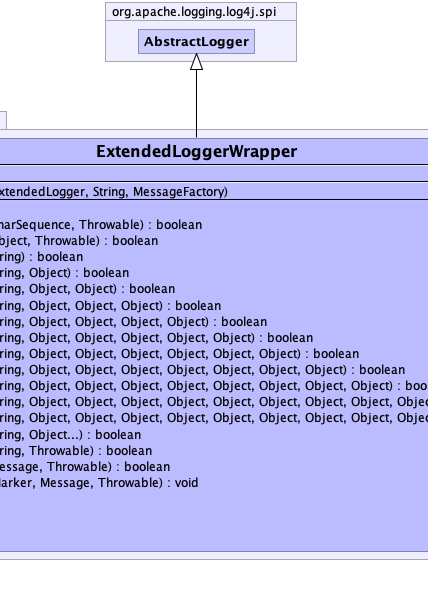 org.apache.logging.log4j.spi
AbstractLogger
ExtendedLoggerWrapper
xtendedLogger, String, MessageFactory)
narSequence, Throwable) : boolean
bject, Throwable) : boolean
ring) : boolean
ring, Object) : boolean
ring, Object, Object) : boolean
ring, Object, Object, Object) : boolean
ring, Object, Object, Object, Object) : boolean
ring, Object, Object, Object, Object, Object) : boolean
ring, Object, Object, Object, Object, Object, Object) : boolean
ring, Object, Object, Object, Object, Object, Object, Object) : boolean
ring, Object, Object, Object, Object, Object, Object, Object, Object) : boo
ring, Object, Object, Object, Object, Object, Object, Object, Object, Obje
ring, Object, Object, Object, Object, Object, Object, Object, Object, Obje
ring, Object...) : boolean
ring, Throwable) : boolean
essage, Throwable) : boolean
arker, Message, Throwable) : void